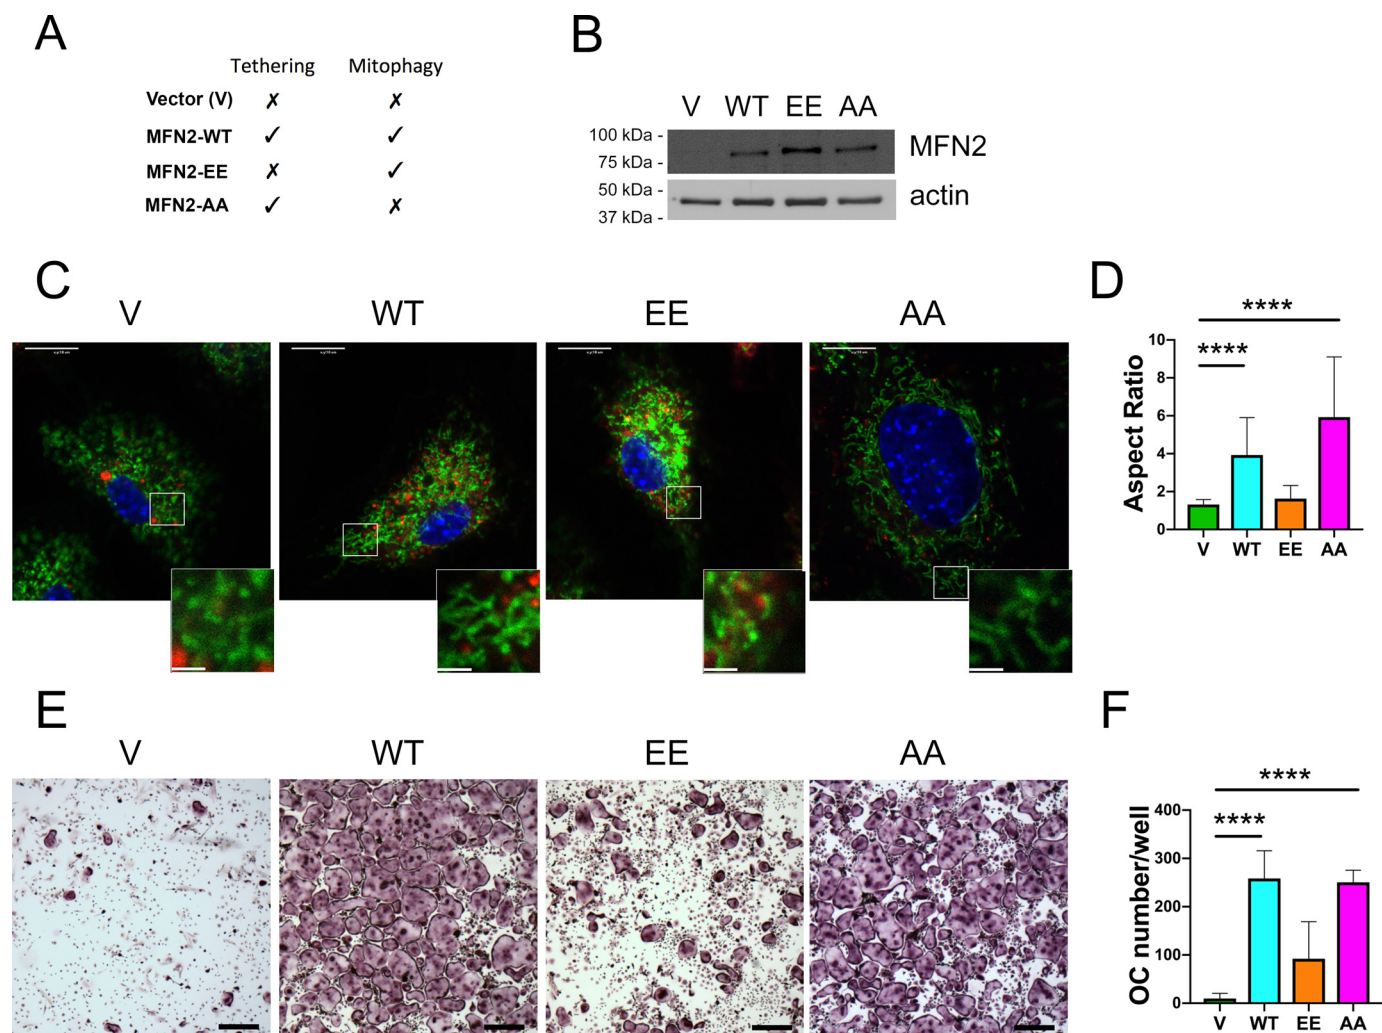 A
Tethering Mitophagy
Vector (V) ✗ ✗
MFN2-WT ✓ ✓
MFN2-EE ✗ ✓
MFN2-AA ✓ ✗
B
V WT EE AA
100 kDa -
75 kDa -
MFN2
50 kDa -
37 kDa -
actin
C
V WT EE AA
D
****
****
Aspect Ratio
10
8
6
4
2
0
V WT EE AA
E
V WT EE AA
F
****
****
OC number/well
400
300
200
100
0
V WT EE AA